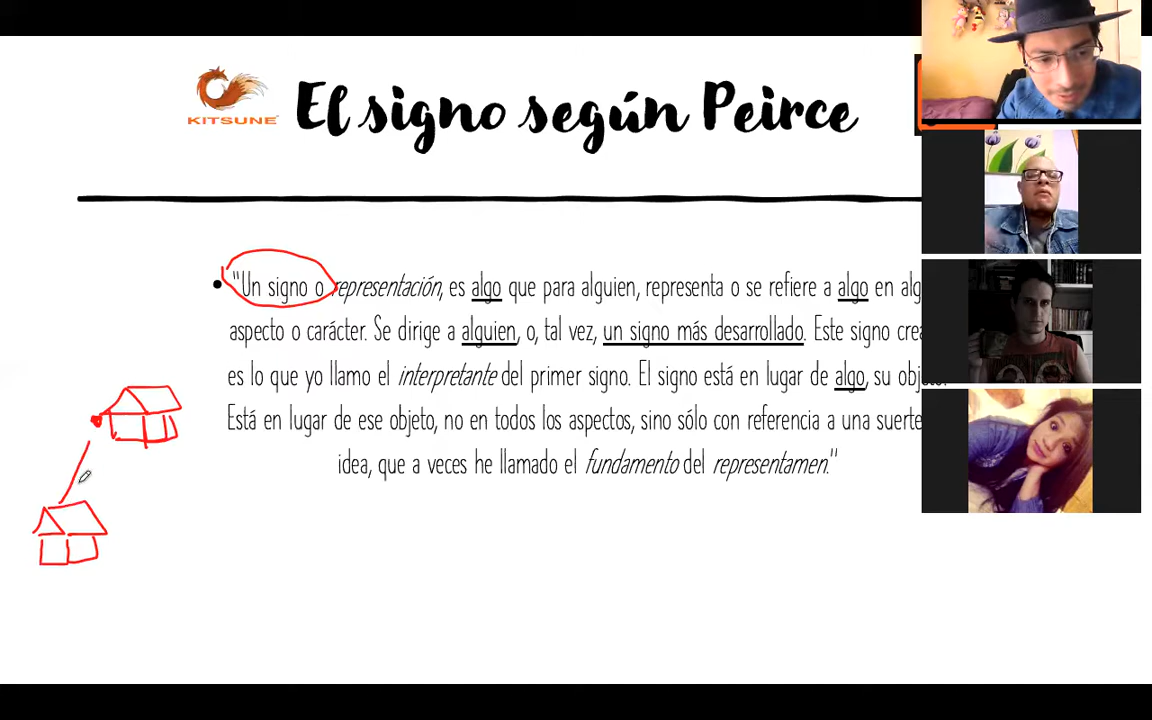 KITSUNE
El signo según Peirce
• "Un signo o representación, es algo que para alguien, representa o se refiere a algo en alg
aspecto o carácter. Se dirige a alguien, o, tal vez, un signo más desarrollado. Este signo crea
es lo que yo llamo el interpretante del primer signo. El signo está en lugar de algo, su obj
Está en lugar de ese objeto, no en todos los aspectos, sino sólo con referencia a una suerte
idea, que a veces he llamado el fundamento del representamen."